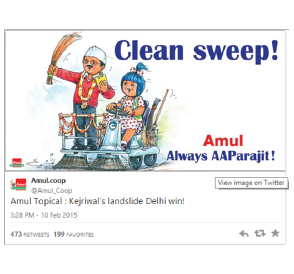 Clean sweep!
Amul
Always AAParajit!
Amul.coop
@Amul_Coop
View image on Twitter
Amul Topical : Kejriwal's landslide Delhi win!
3:28 PM - 10 Feb 2015
473 RETWEETS 199 FAVORITES